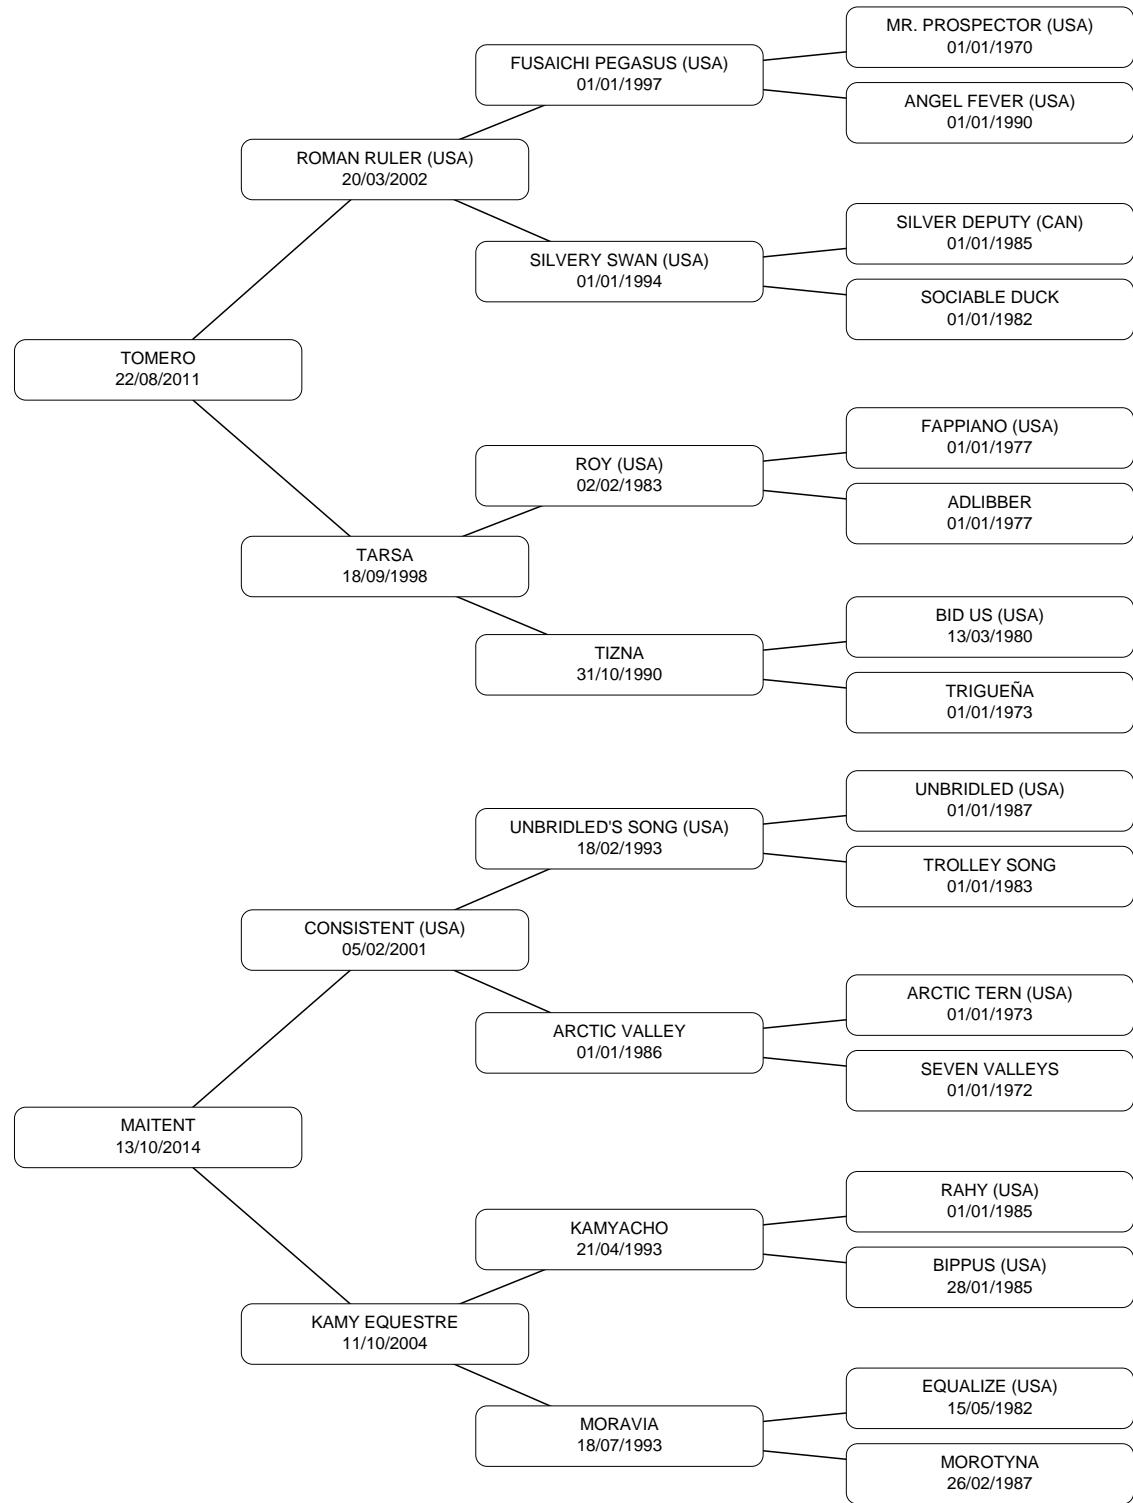 MR. PROSPECTOR (USA)
01/01/1970
FUSAICHI PEGASUS (USA)
01/01/1997
ANGEL FEVER (USA)
01/01/1990
ROMAN RULER (USA)
20/03/2002
SILVER DEPUTY (CAN)
01/01/1985
SILVERY SWAN (USA)
01/01/1994
SOCIABLE DUCK
01/01/1982
TOMERO
22/08/2011
FAPPIANO (USA)
01/01/1977
ROY (USA)
02/02/1983
ADLIBBER
01/01/1977
TARSA
18/09/1998
BID US (USA)
13/03/1980
TIZNA
31/10/1990
TRIGUEÑA
01/01/1973
UNBRIDLED (USA)
01/01/1987
UNBRIDLED'S SONG (USA)
18/02/1993
TROLLEY SONG
01/01/1983
CONSISTENT (USA)
05/02/2001
ARCTIC TERN (USA)
01/01/1973
ARCTIC VALLEY
01/01/1986
SEVEN VALLEYS
01/01/1972
MAITENT
13/10/2014
RAHY (USA)
01/01/1985
KAMYACHO
21/04/1993
BIPPUS (USA)
28/01/1985
KAMY EQUESTRE
11/10/2004
EQUALIZE (USA)
15/05/1982
MORAVIA
18/07/1993
MOROTYNA
26/02/1987